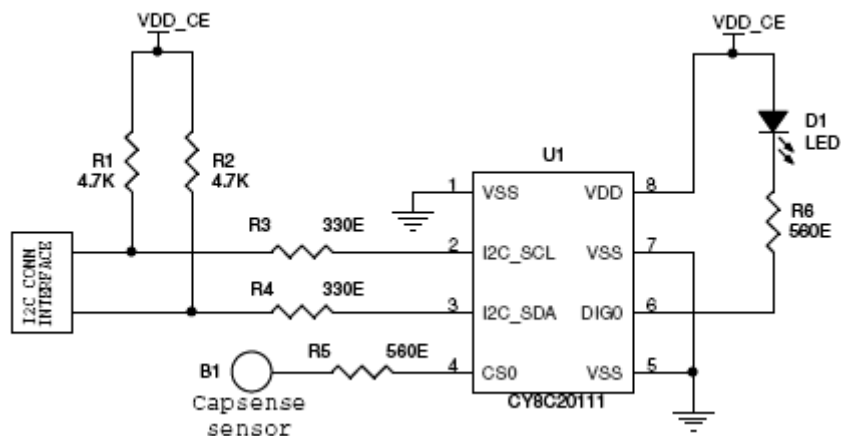 VDD_CE
VDD_CE
R1
4.7K
R2
4.7K
D1
LED
U1
R6
560E
1
VSS
VDD
8
R3
330E
2
I2C_SCL
VSS
7
I2C COMM
INTERFACE
R4
330E
3
I2C_SDA
DIG0
6
B1
R5
560E
4
CS0
VSS
5
CY8C20111
Capsense
sensor